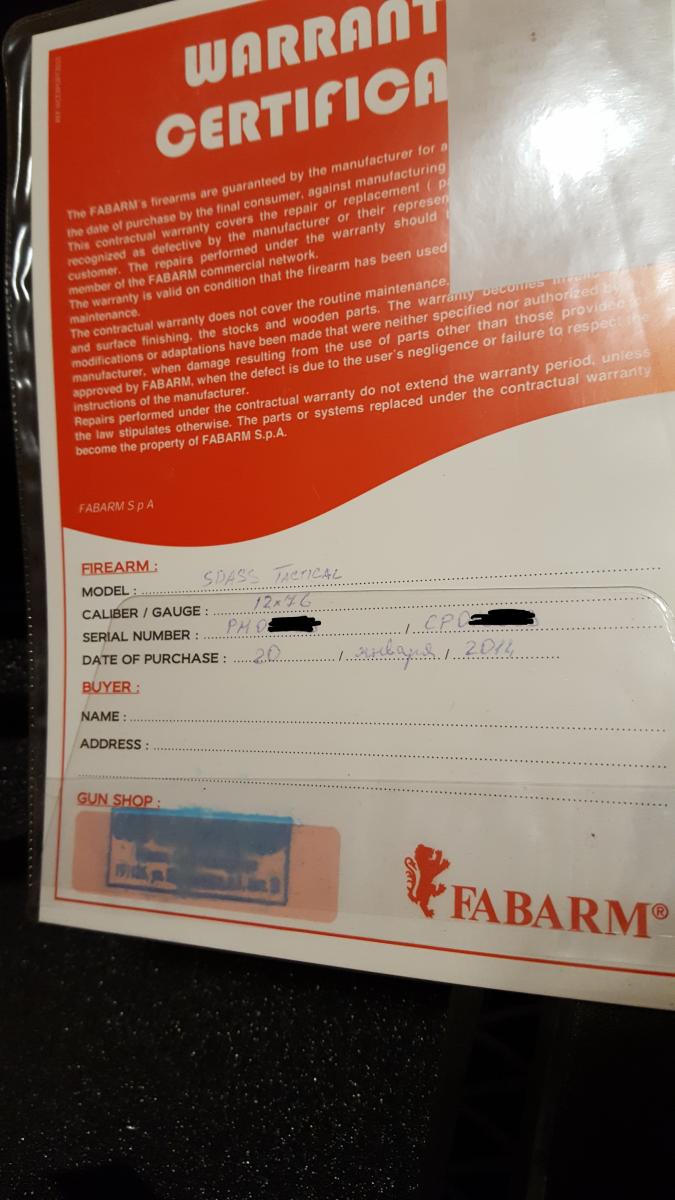 WARRANT
CERTIFICA
The FABARM's firearms are guaranteed by the manufacturer for a
the date of purchase by the final consumer, against manufacturing
This contractual warranty covers the repair or replacement ( p
recognized as defective by the manufacturer or their represen
customer. The repairs performed under the warranty should
member of the FABARM commercial network.
The warranty is valid on condition that the firearm has been used
maintenance.
The contractual warranty does not cover the routine maintenance.
and surface finishing, the stocks and wooden parts. The warranty becomes
modifications or adaptations have been made that were neither specified nor authorized
manufacturer, when damage resulting from the use of parts other than those provided
approved by FABARM, when the defect is due to the user's negligence or failure to respect the
instructions of the manufacturer.
Repairs performed under the contractual warranty do not extend the warranty period, unless
the law stipulates otherwise. The parts or systems replaced under the contractual warranty
become the property of FABARM S.p.A.
FABARM S p A
FIREARM :
MODEL : SDASS TACTICAL
CALIBER / GAUGE : 12x76
SERIAL NUMBER : / CPO
DATE OF PURCHASE : 20 / января /
BUYER :
NAME :
ADDRESS :
GUN SHOP :
FABARM®